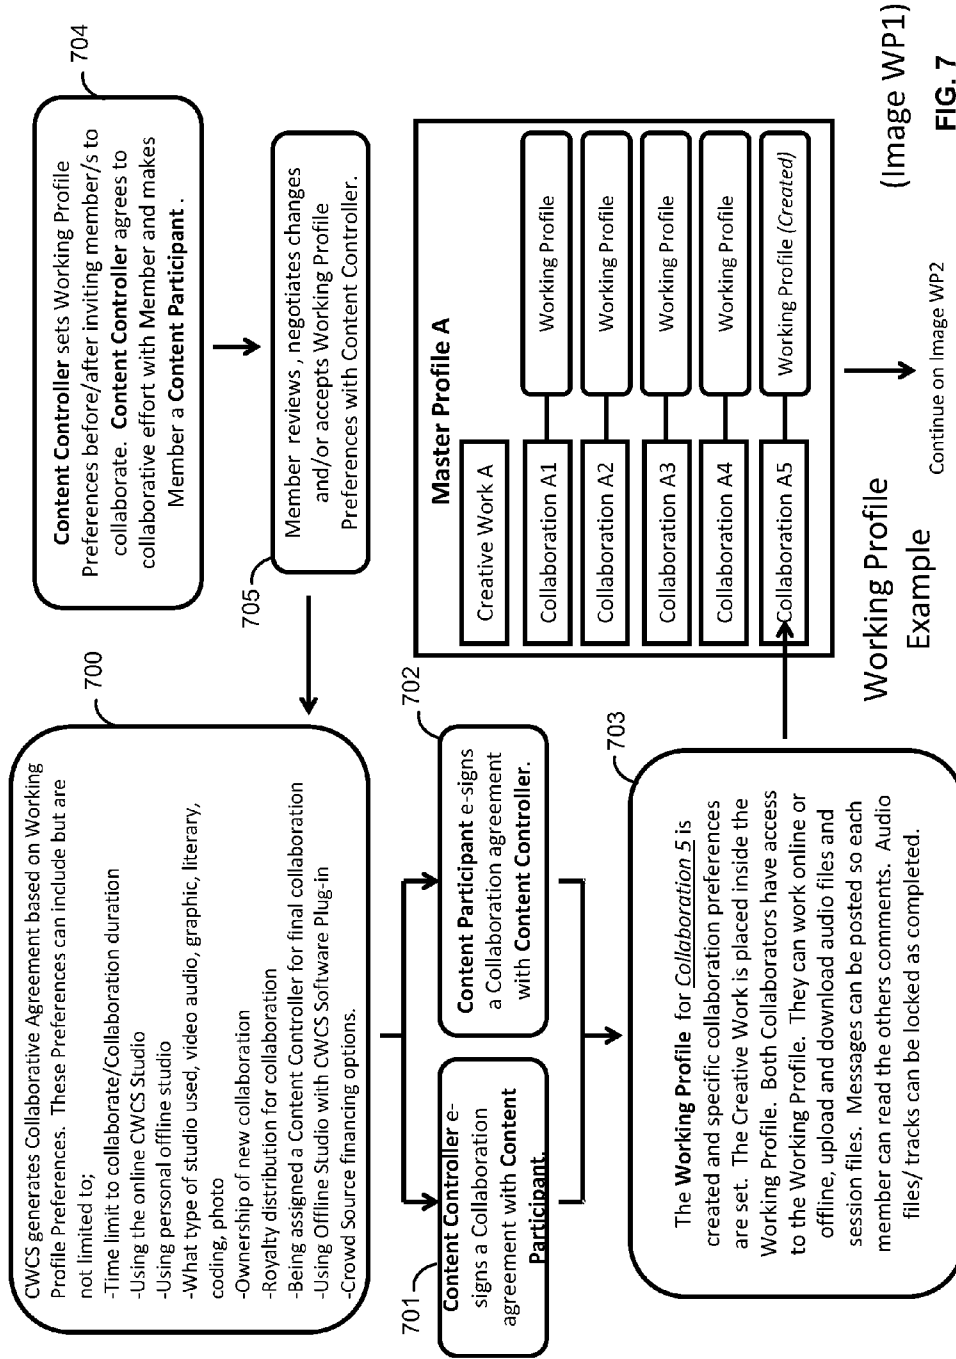 CWCS generates Collaborative Agreement based on Working
Profile Preferences. These Preferences can include but are
not limited to;
-Time limit to collaborate/Collaboration duration
-Using the online CWCS Studio
-Using personal offline studio
-What type of studio used, video audio, graphic, literary,
coding, photo
-Ownership of new collaboration
-Royalty distribution for collaboration
-Being assigned a Content Controller for final collaboration
-Using Offline Studio with CWCS Software Plug-in
-Crowd Source financing options.
700
Content Controller sets Working Profile
Preferences before/after inviting member/s to
collaborate. Content Controller agrees to
collaborative effort with Member and makes
Member a Content Participant .
704
Member reviews , negotiates changes
and/or accepts Working Profile
Preferences with Content Controller.
705
Content Controller e-
signs a Collaboration
agreement with Content
Participant.
701
Content Participant e-signs
a Collaboration agreement
with Content Controller.
702
The Working Profile for Collaboration 5 is
created and specific collaboration preferences
are set. The Creative Work is placed inside the
Working Profile. Both Collaborators have access
to the Working Profile. They can work online or
offline, upload and download audio files and
session files. Messages can be posted so each
member can read the others comments. Audio
files/ tracks can be locked as completed.
703
Master Profile A
Creative Work A
Collaboration A1
Working Profile
Collaboration A2
Working Profile
Collaboration A3
Working Profile
Collaboration A4
Working Profile
Collaboration A5
Working Profile (Created)
Working Profile
Example
Continue on Image WP2
(Image WP1)
FIG. 7